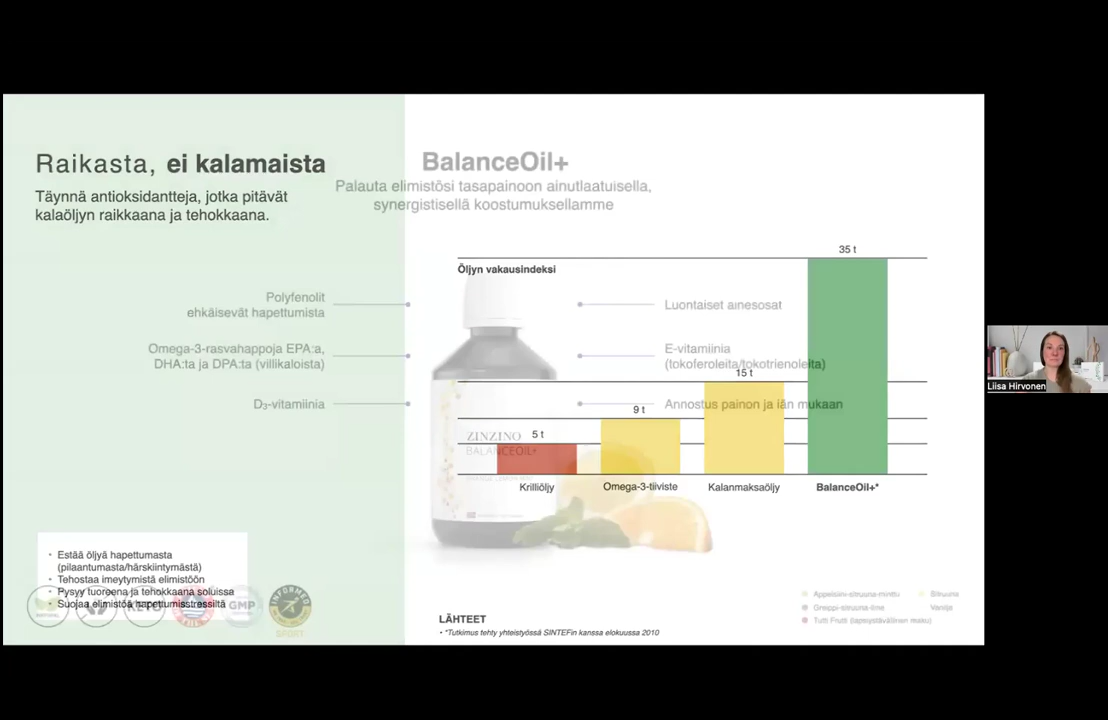 Raikasta, ei kalamaista
Täynnä antioksidantteja, jotka pitävät
kalaöljyn raikkaana ja tehokkaana.
BalanceOil+
Palauta elimistösi tasapainoon ainutlaatuisella,
synergistisellä koostumuksellamme
35 t
Öljyn vakausindeksi
Polyfenolit
ehkäisevät hapettumista
Omega-3-rasvahappoja EPA:a,
DHA:ta ja DPA:ta (villikaloista)
D₃-vitamiinia
Luontaiset ainesosat
E-vitamiinia
(tokoferoleita/tokotrienoleita)
Annostus painon ja iän mukaan
15 t
9 t
5 t
ZINZINO
BALANCEOIL+
Krilliöljy
Omega-3-tiiviste
Kalanmaksaöljy
BalanceOil+*
• Estää öljyä hapettumasta
(pilaantumasta/härskiintymästä)
• Tehostaa imeytymistä elimistöön
• Pysyy tuoreena ja tehokkaana soluissa
• Suojaa elimistöä hapettumisstressiltä
KETO
GMP
INFORMED
SPORT
LÄHTEET
• *Tutkimus tehty yhteistyössä SINTEFin kanssa elokuussa 2010
Appelsiini-sitruuna-minttu
Sitruuna
Greippi-sitruuna-lime
Vanilja
Tutti Frutti (lapsiystävällinen maku)
Liisa Hirvonen